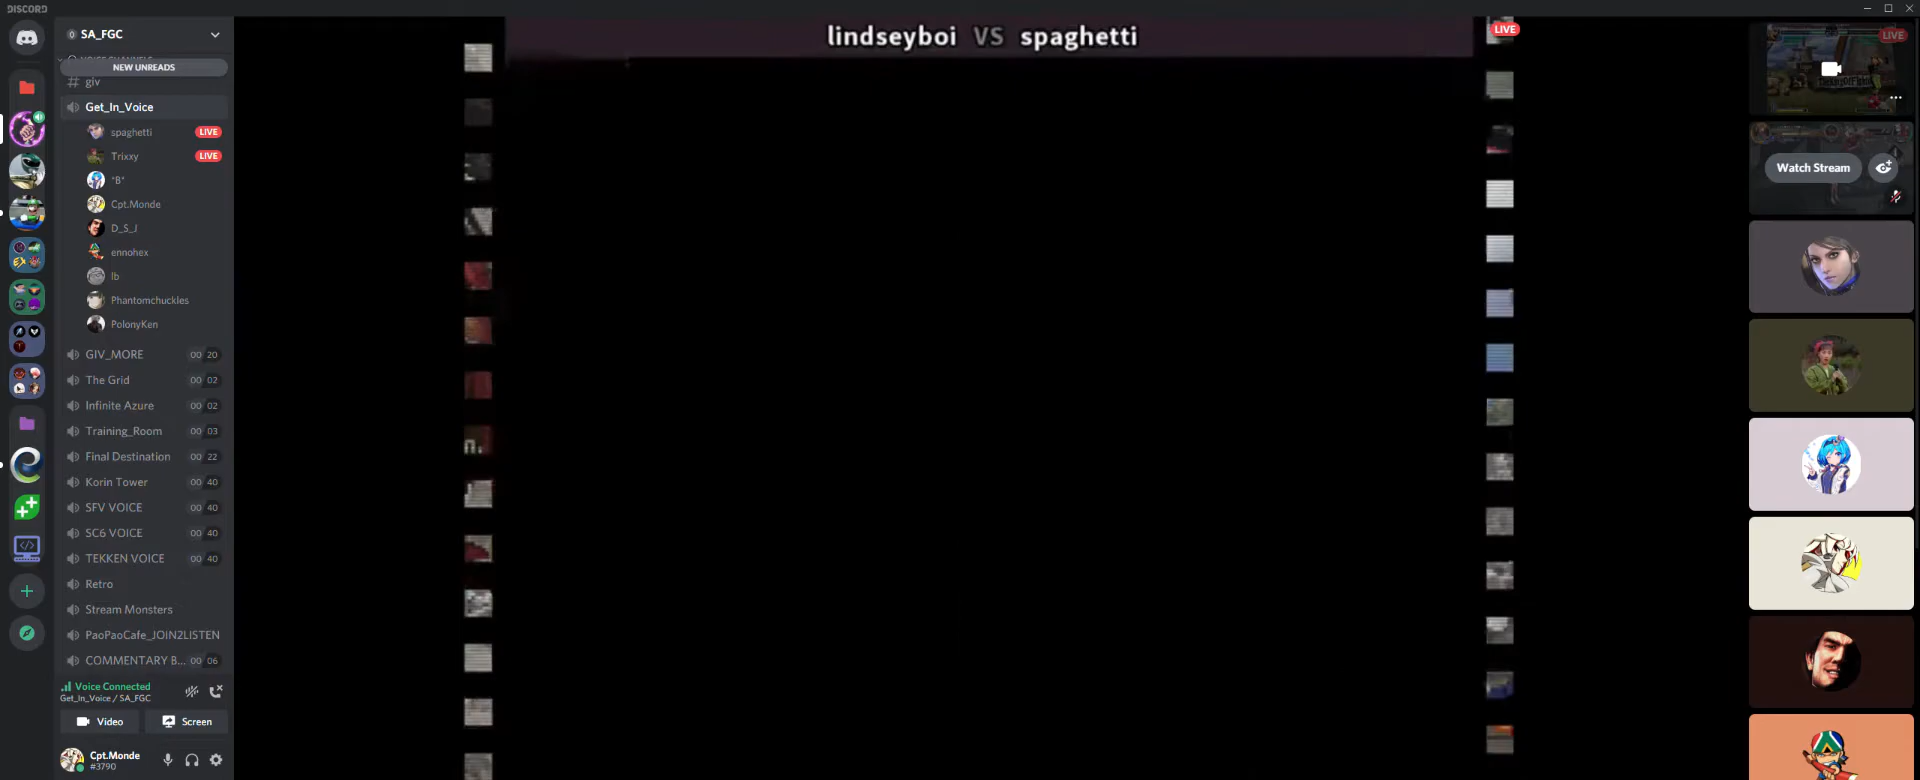 DISCORD
SA_FGC
NEW UNREADS
giv
Get_In_Voice
spaghetti LIVE
Trixxy LIVE
*B*
Cpt.Monde
D_S_J
ennohex
lb
Phantomchuckles
PolonyKen
GIV_MORE 00 20
The Grid 00 02
Infinite Azure 00 02
Training_Room 00 03
Final Destination 00 22
Korin Tower 00 40
SFV VOICE 00 40
SC6 VOICE 00 40
TEKKEN VOICE 00 40
Retro
Stream Monsters
PaoPaoCafe_JOIN2LISTEN
COMMENTARY B... 00 06
Voice Connected
Get_In_Voice / SA_FGC
Video Screen
Cpt.Monde
#3790
lindseyboi VS spaghetti
LIVE
LIVE
Watch Stream